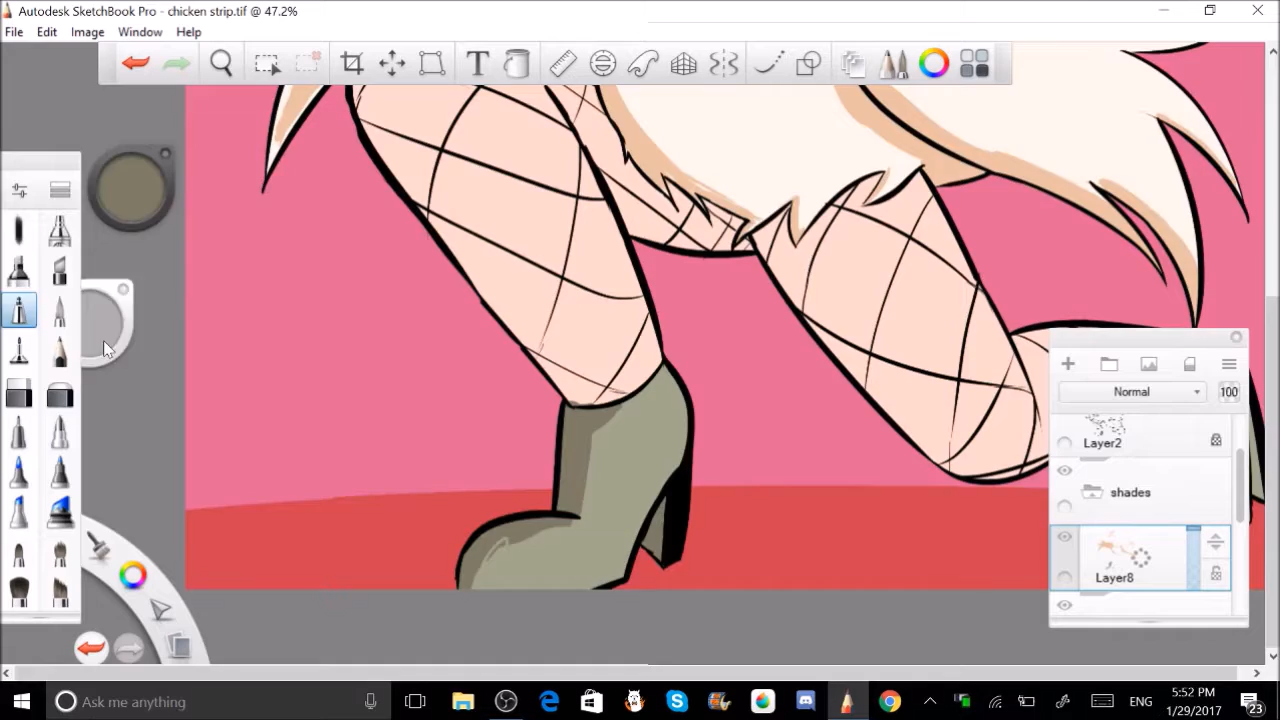 Autodesk SketchBook Pro - chicken strip.tif @ 47.2%
File Edit Image Window Help
T
Normal 100
Layer2
shades
Layer8
Ask me anything
ENG
5:52 PM
1/29/2017
23